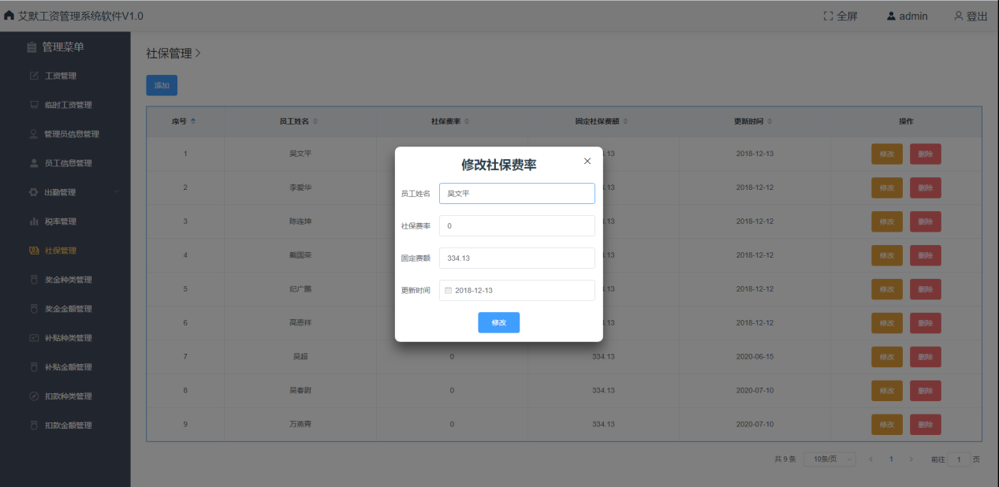 艾默工资管理系统软件V1.0 全屏 admin 登出
管理菜单
工资管理
临时工资管理
管理员信息管理
员工信息管理
出勤管理
税率管理
社保管理
奖金种类管理
奖金金额管理
补贴种类管理
补贴金额管理
扣款种类管理
扣款金额管理
社保管理
添加
序号 员工姓名 社保费率 固定社保费额 更新时间 操作
1 吴文平 .13 2018-12-13 修改 删除
2 李爱华 .13 2018-12-12 修改 删除
3 陈连坤 .13 2018-12-12 修改 删除
4 戴国荣 .13 2018-12-12 修改 删除
5 纪广鹏 .13 2018-12-12 修改 删除
6 高恩祥 .13 2018-12-12 修改 删除
7 吴超 0 334.13 2020-06-15 修改 删除
8 吴春尉 0 334.13 2020-07-10 修改 删除
9 万燕青 0 334.13 2020-07-10 修改 删除
共 9 条 10条/页 1 前往 1 页
修改社保费率
员工姓名 吴文平
社保费率 0
固定费额 334.13
更新时间 2018-12-13
修改